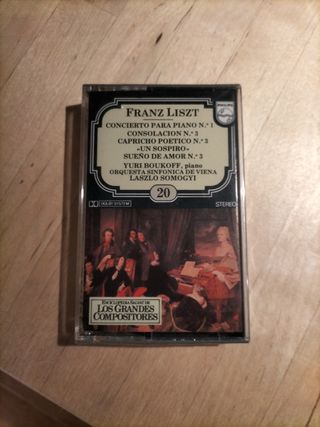 PHILIPS
FRANZ LISZT
CONCIERTO PARA PIANO N.º 1
CONSOLACION N.º 3
CAPRICHO POETICO N.º 3
«UN SOSPIRO»
SUEÑO DE AMOR N.º 3
YURI BOUKOFF, piano
ORQUESTA SINFONICA DE VIENA
LASZLO SOMOGYI
DOLBY SYSTEM
20
STEREO
ENCICLOPEDIA SALVAT DE
LOS GRANDES
COMPOSITORES